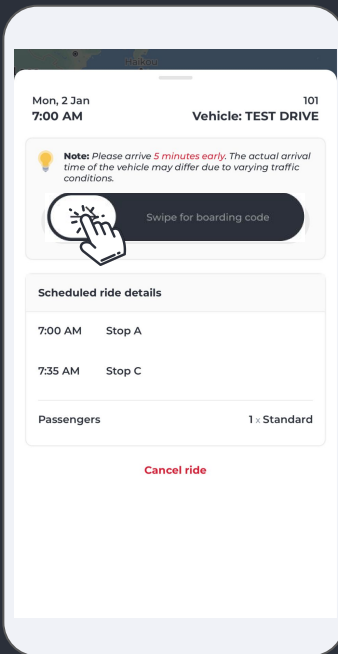 Haikou
Mon, 2 Jan 101
7:00 AM Vehicle: TEST DRIVE
Note: Please arrive 5 minutes early. The actual arrival
time of the vehicle may differ due to varying traffic
conditions.
Swipe for boarding code
Scheduled ride details
7:00 AM Stop A
7:35 AM Stop C
Passengers 1 x Standard
Cancel ride